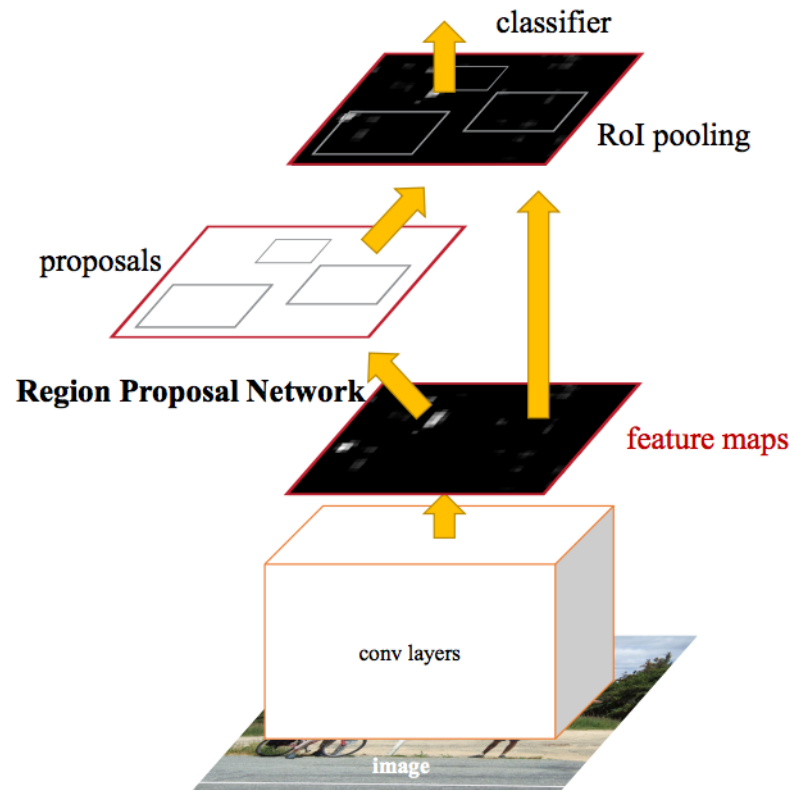 classifier
RoI pooling
proposals
Region Proposal Network
feature maps
conv layers
image